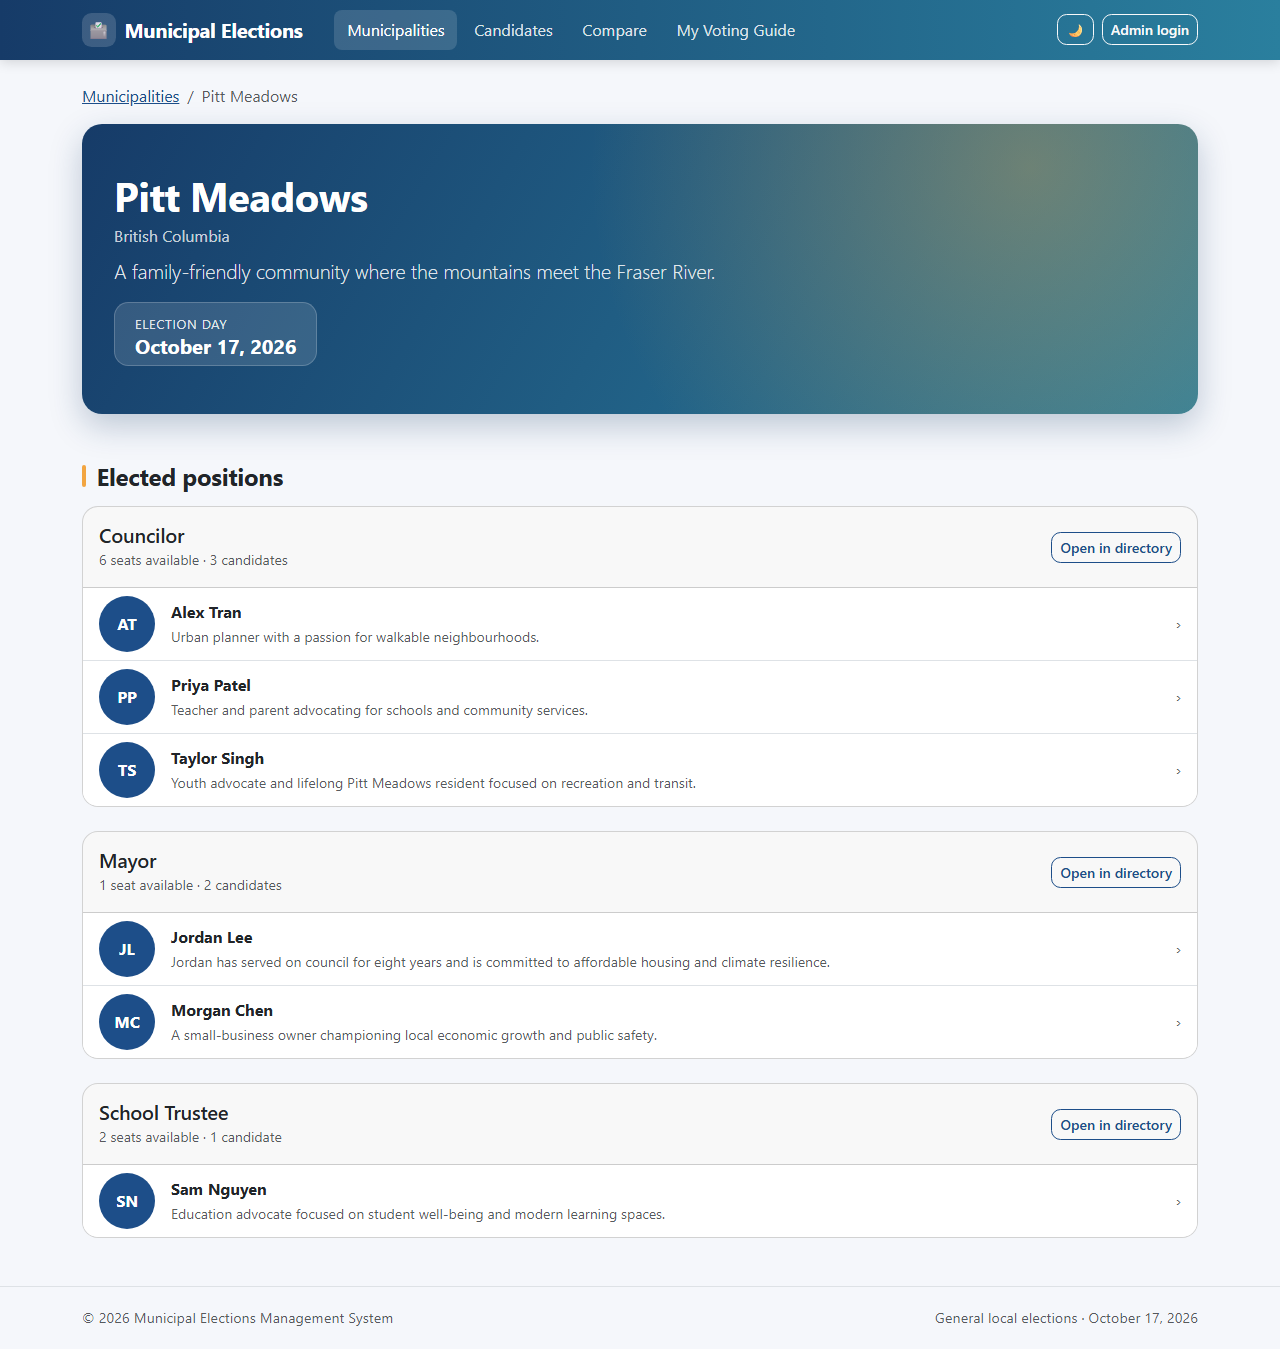 Municipal Elections
Municipalities
Candidates
Compare
My Voting Guide
Admin login
Municipalities / Pitt Meadows
Pitt Meadows
British Columbia
A family-friendly community where the mountains meet the Fraser River.
ELECTION DAY
October 17, 2026
Elected positions
Councilor
6 seats available · 3 candidates
Open in directory
AT
Alex Tran
Urban planner with a passion for walkable neighbourhoods.
›
PP
Priya Patel
Teacher and parent advocating for schools and community services.
›
TS
Taylor Singh
Youth advocate and lifelong Pitt Meadows resident focused on recreation and transit.
›
Mayor
1 seat available · 2 candidates
Open in directory
JL
Jordan Lee
Jordan has served on council for eight years and is committed to affordable housing and climate resilience.
›
MC
Morgan Chen
A small-business owner championing local economic growth and public safety.
›
School Trustee
2 seats available · 1 candidate
Open in directory
SN
Sam Nguyen
Education advocate focused on student well-being and modern learning spaces.
›
© 2026 Municipal Elections Management System
General local elections · October 17, 2026